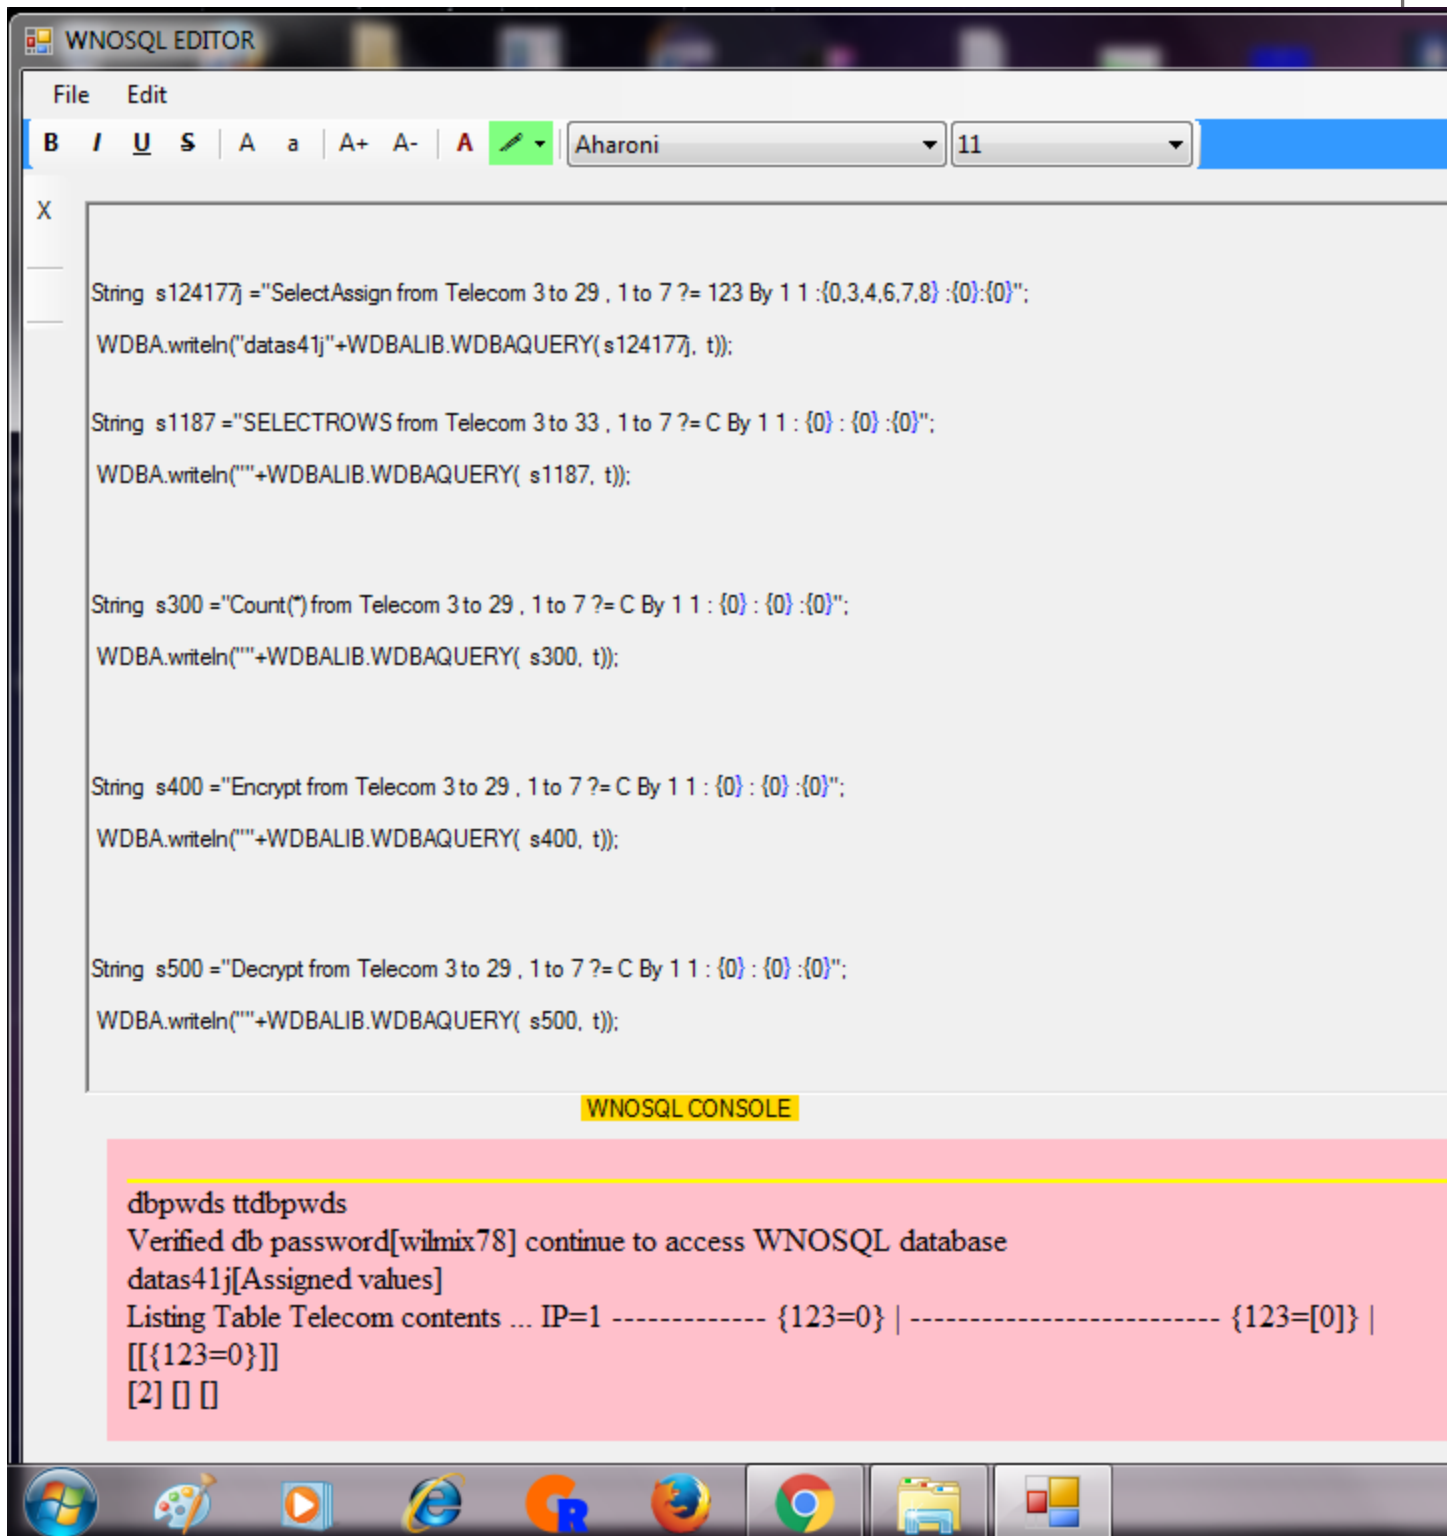 WNOSQL EDITOR
File Edit
B I U S A a A+ A- A Aharoni 11
X
String s124177j ="SelectAssign from Telecom 3 to 29 , 1 to 7 ?= 123 By 1 1 :{0,3,4,6,7,8} :{0}:{0}";
WDBA.writeln("datas41j"+WDBALIB.WDBAQUERY( s124177j, t));
String s1187 ="SELECTROWS from Telecom 3 to 33 , 1 to 7 ?= C By 1 1 : {0} : {0} :{0}";
WDBA.writeln(""+WDBALIB.WDBAQUERY( s1187, t));
String s300 ="Count(*) from Telecom 3 to 29 , 1 to 7 ?= C By 1 1 : {0} : {0} :{0}";
WDBA.writeln(""+WDBALIB.WDBAQUERY( s300, t));
String s400 ="Encrypt from Telecom 3 to 29 , 1 to 7 ?= C By 1 1 : {0} : {0} :{0}";
WDBA.writeln(""+WDBALIB.WDBAQUERY( s400, t));
String s500 ="Decrypt from Telecom 3 to 29 , 1 to 7 ?= C By 1 1 : {0} : {0} :{0}";
WDBA.writeln(""+WDBALIB.WDBAQUERY( s500, t));
WNOSQL CONSOLE
dbpwds ttdbpwds
Verified db password[wilmix78] continue to access WNOSQL database
datas41j[Assigned values]
Listing Table Telecom contents ... IP=1 ------------- {123=0} | -------------------------- {123=[0]} |
[[{123=0}]]
[2] [] []